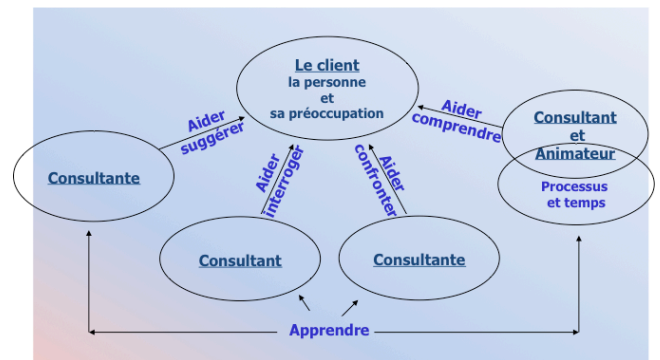 Le client
la personne
et
sa préoccupation
Aider
suggérer
Aider
interroger
Aider
confronter
Aider
comprendre
Consultante
Consultant
Consultante
Consultant
et
Animateur
Processus
et temps
Apprendre